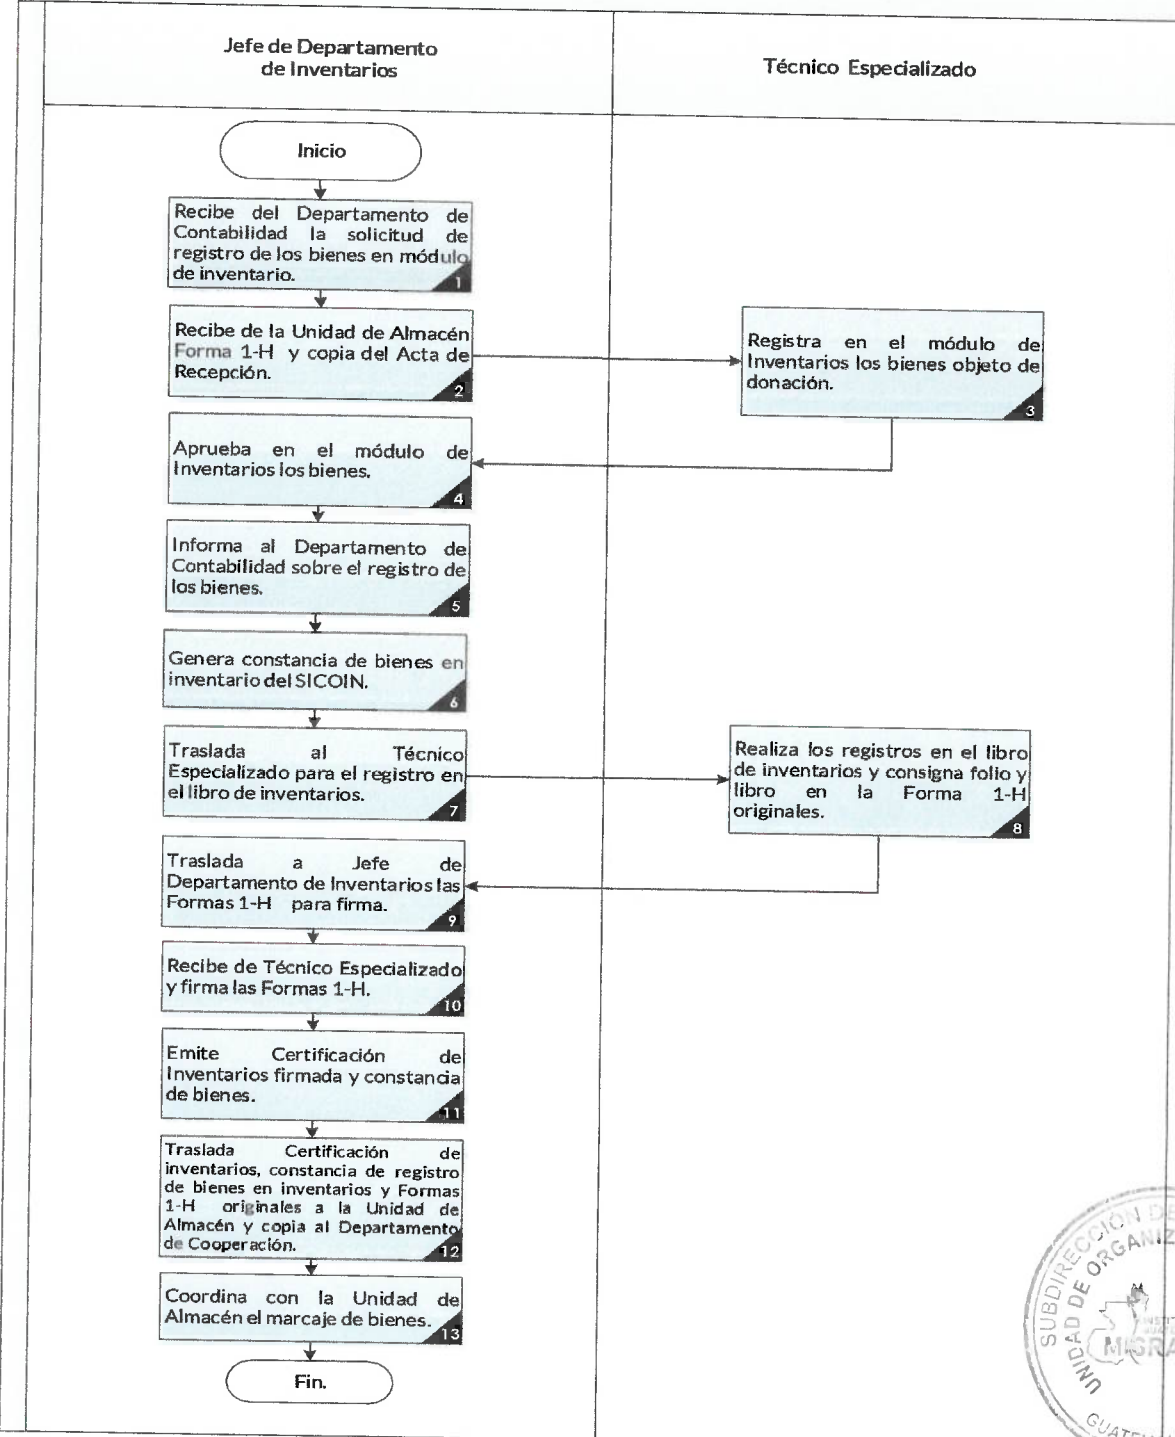 Jefe de Departamento
de Inventarios
Técnico Especializado
Inicio
Recibe del Departamento de
Contabilidad la solicitud de
registro de los bienes en módulo
de inventario.
1
Recibe de la Unidad de Almacén
Forma 1-H y copia del Acta de
Recepción.
2
Registra en el módulo de
Inventarios los bienes objeto de
donación.
3
Aprueba en el módulo de
Inventarios los bienes.
4
Informa al Departamento de
Contabilidad sobre el registro de
los bienes.
5
Genera constancia de bienes en
inventario del SICOIN.
6
Traslada al Técnico
Especializado para el registro en
el libro de inventarios.
7
Realiza los registros en el libro
de inventarios y consigna folio y
libro en la Forma 1-H
originales.
8
Traslada a Jefe de
Departamento de Inventarios las
Formas 1-H para firma.
9
Recibe de Técnico Especializado
y firma las Formas 1-H.
10
Emite Certificación de
Inventarios firmada y constancia
de bienes.
11
Traslada Certificación de
inventarios, constancia de registro
de bienes en inventarios y Formas
1-H originales a la Unidad de
Almacén y copia al Departamento
de Cooperación.
12
Coordina con la Unidad de
Almacén el marcaje de bienes.
13
Fin.
SUBDIRECCIÓN DE
UNIDAD DE ORGANIZ
MIGRA